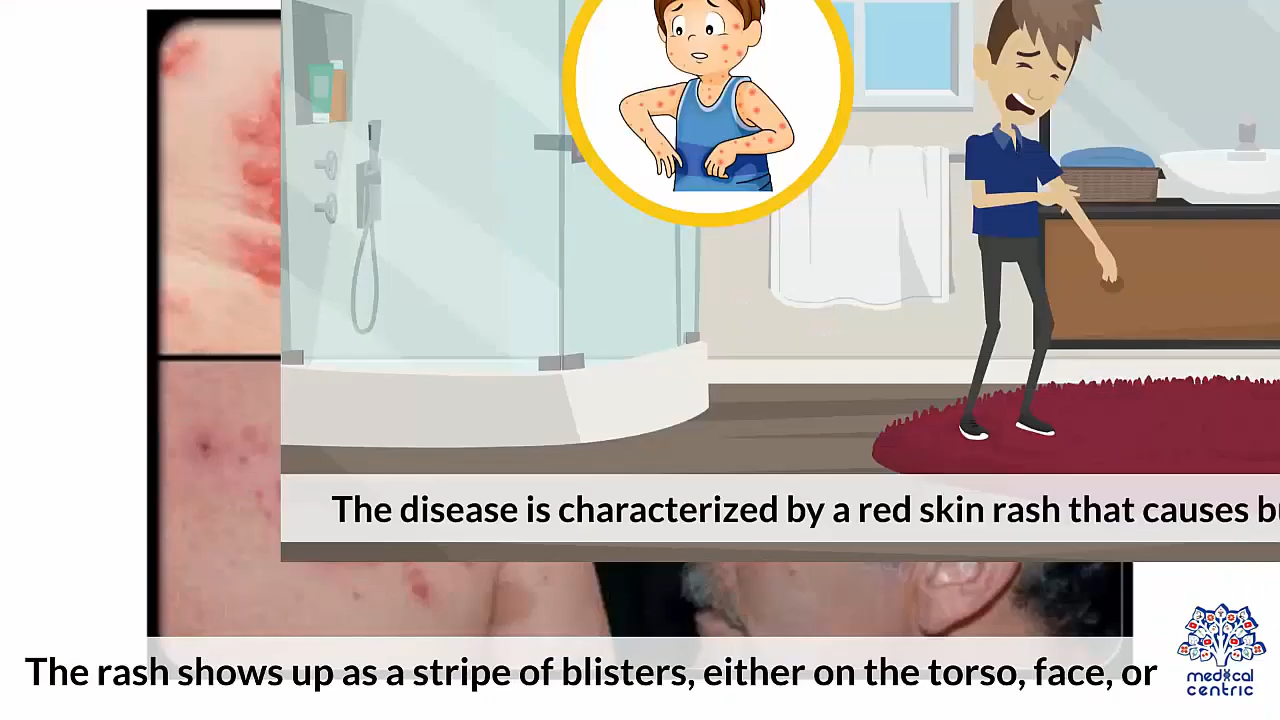 The disease is characterized by a red skin rash that causes
The rash shows up as a stripe of blisters, either on the torso, face, or
medical
centric